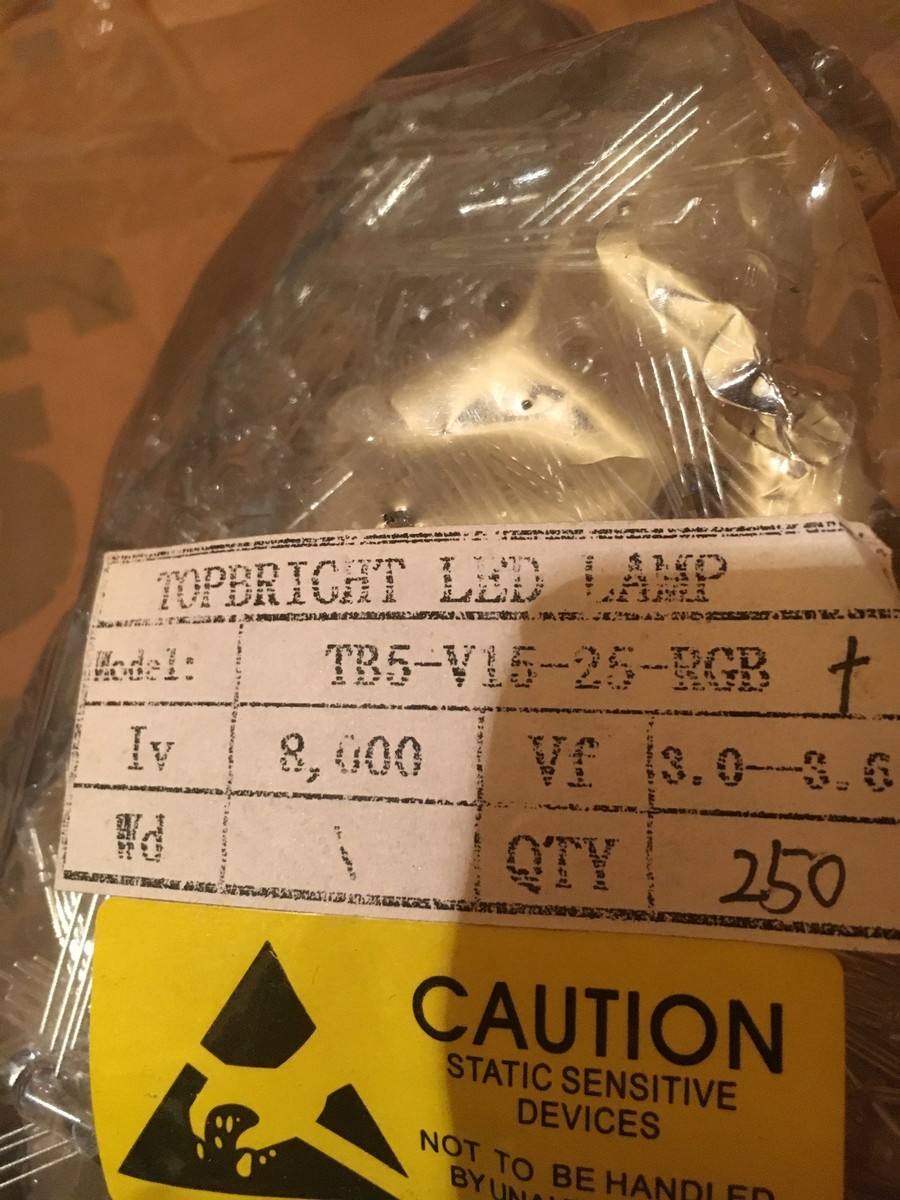 TOPBRIGHT LED LAMP
Model: TB5-V15-25-RGB +
Iv 8,000 Vf 3.0—3.6
Wd \ QTY 250
CAUTION
STATIC SENSITIVE
DEVICES
NOT TO BE HANDLED
BY